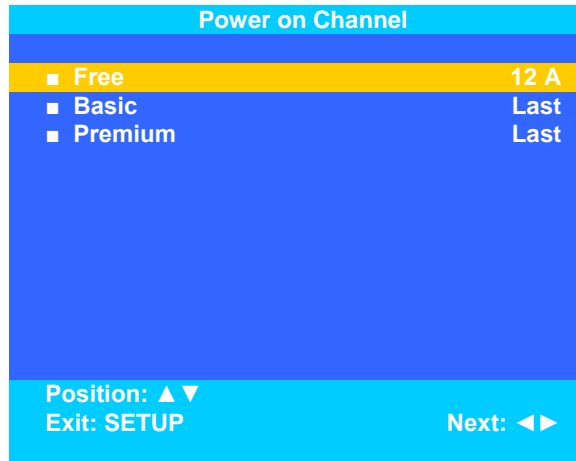 Power on Channel
■ Free 12 A
■ Basic Last
■ Premium Last
Position: ▲▼
Exit: SETUP Next: ◄►